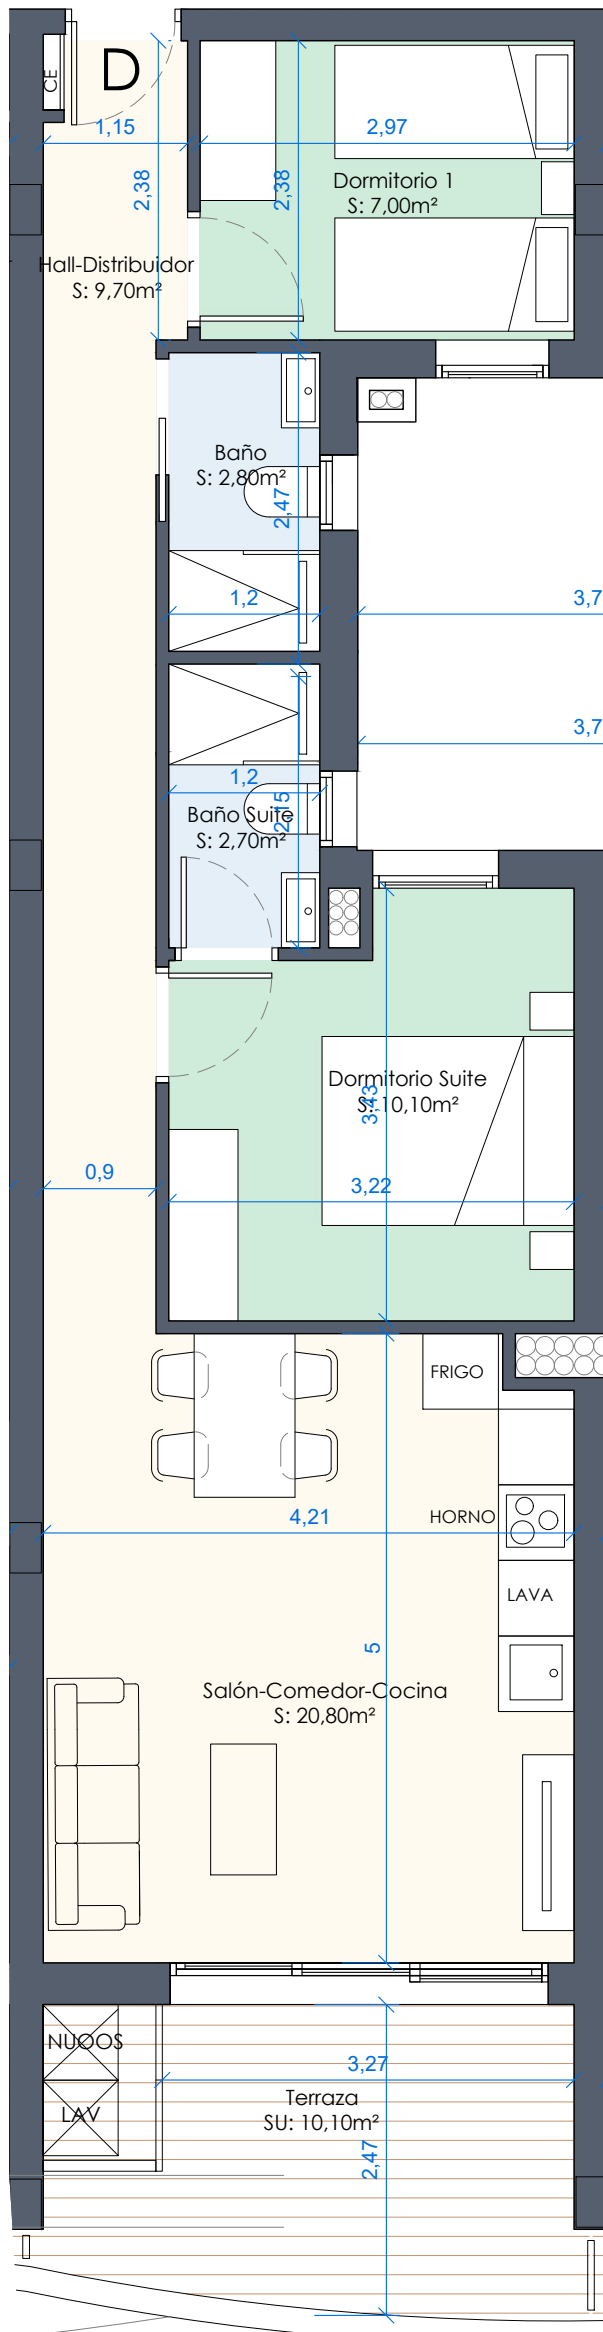 CE
D
1,15
2,97
2,38
2,38
Dormitorio 1
S: 7,00m²
Hall-Distribuidor
S: 9,70m²
Baño
S: 2,80m²
2,47
1,2
3,7
3,7
1,2
Baño Suite
S: 2,70m²
2,15
Dormitorio Suite
S: 10,10m²
3,43
0,9
3,22
FRIGO
HORNO
4,21
LAVA
5
Salón-Comedor-Cocina
S: 20,80m²
NUOOS
3,27
LAV
Terraza
SU: 10,10m²
2,47